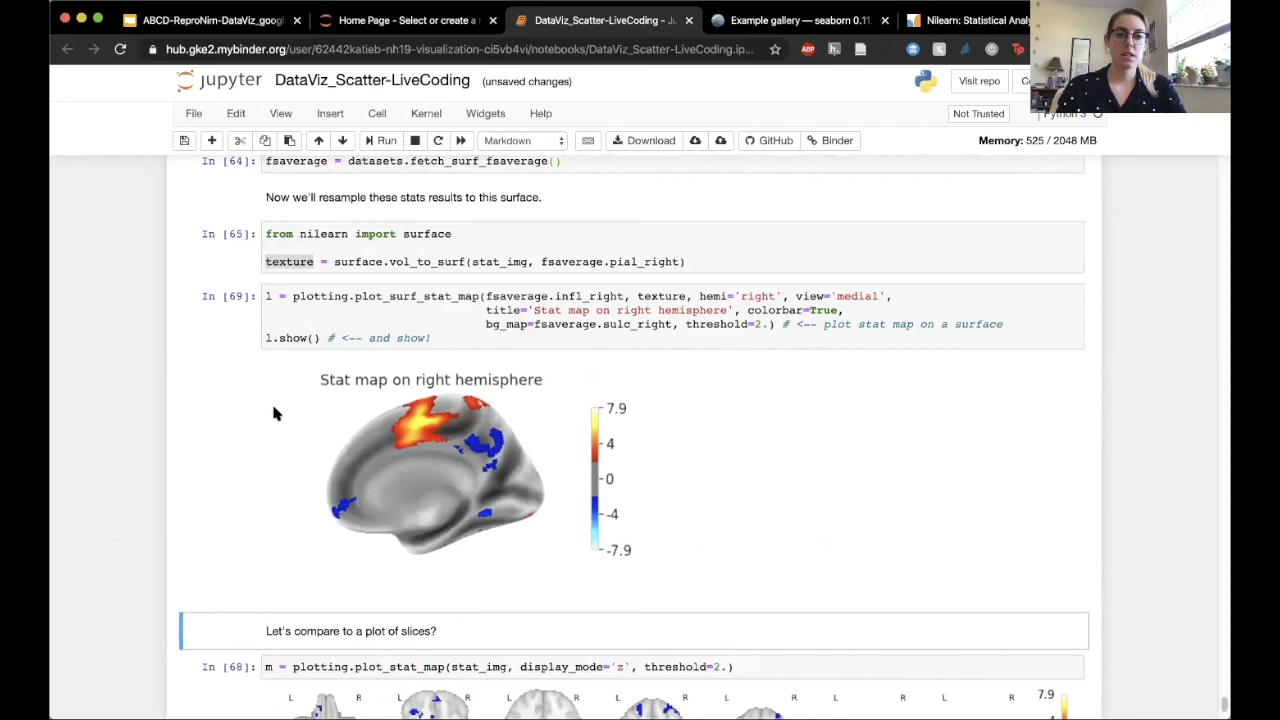 ABCD-ReproNim-DataViz_googl
Home Page - Select or create a n
DataViz_Scatter-LiveCoding - J
Example gallery — seaborn 0.11.
Nilearn: Statistical Analy
hub.gke2.mybinder.org/user/62442katieb-nh19-visualization-ci5vb4vi/notebooks/DataViz_Scatter-LiveCoding.ip...
ABP
jupyter DataViz_Scatter-LiveCoding (unsaved changes)
Visit repo
File Edit View Insert Cell Kernel Widgets Help
Not Trusted
Run Markdown Download GitHub Binder Memory: 525 / 2048 MB
In [64]: fsaverage = datasets.fetch_surf_fsaverage()
Now we'll resample these stats results to this surface.
In [65]: from nilearn import surface
texture = surface.vol_to_surf(stat_img, fsaverage.pial_right)
In [69]: l = plotting.plot_surf_stat_map(fsaverage.infl_right, texture, hemi='right', view='medial',
title='Stat map on right hemisphere', colorbar=True,
bg_map=fsaverage.sulc_right, threshold=2.) # <-- plot stat map on a surface
l.show() # <-- and show!
Stat map on right hemisphere
7.9
4
0
-4
-7.9
Let's compare to a plot of slices?
In [68]: m = plotting.plot_stat_map(stat_img, display_mode='z', threshold=2.)
L R L R L R L R L R L R L R 7.9